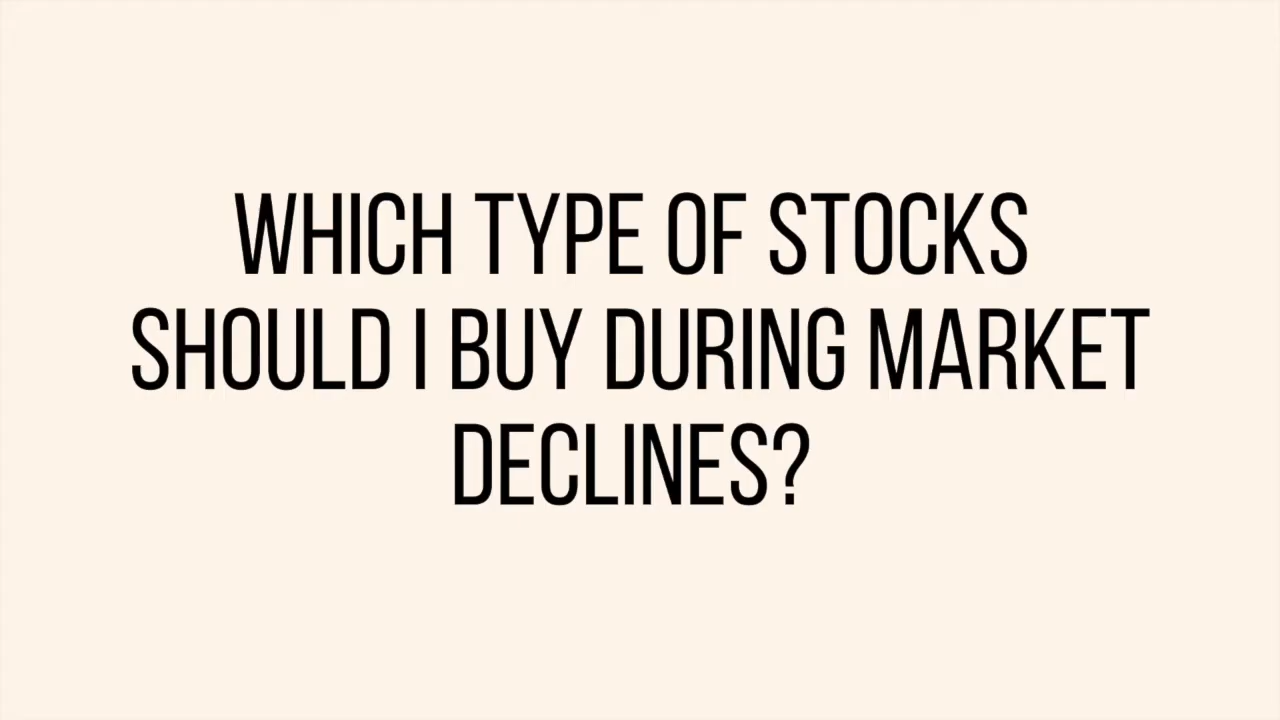 WHICH TYPE OF STOCKS
SHOULD I BUY DURING MARKET
DECLINES?